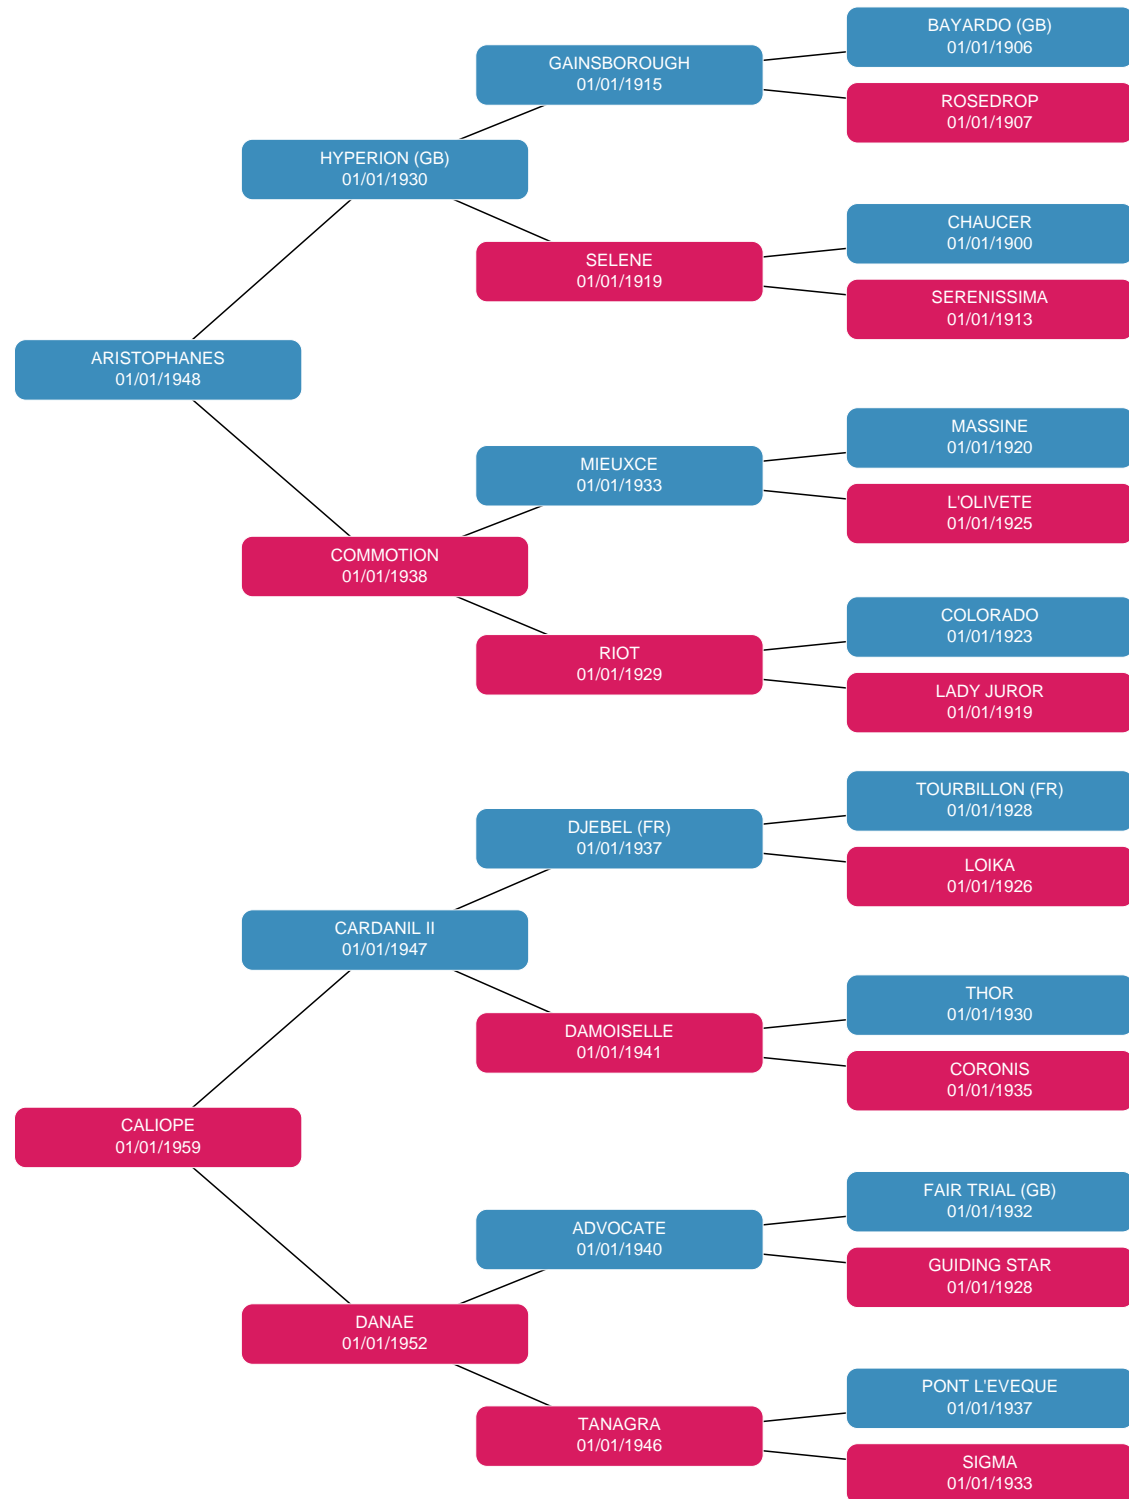 BAYARDO (GB)
01/01/1906
GAINSBOROUGH
01/01/1915
ROSEDROP
01/01/1907
HYPERION (GB)
01/01/1930
CHAUCER
01/01/1900
SELENE
01/01/1919
SERENISSIMA
01/01/1913
ARISTOPHANES
01/01/1948
MASSINE
01/01/1920
MIEUXCE
01/01/1933
L'OLIVETE
01/01/1925
COMMOTION
01/01/1938
COLORADO
01/01/1923
RIOT
01/01/1929
LADY JUROR
01/01/1919
TOURBILLON (FR)
01/01/1928
DJEBEL (FR)
01/01/1937
LOIKA
01/01/1926
CARDANIL II
01/01/1947
THOR
01/01/1930
DAMOISELLE
01/01/1941
CORONIS
01/01/1935
CALIOPE
01/01/1959
FAIR TRIAL (GB)
01/01/1932
ADVOCATE
01/01/1940
GUIDING STAR
01/01/1928
DANAE
01/01/1952
PONT L'EVEQUE
01/01/1937
TANAGRA
01/01/1946
SIGMA
01/01/1933